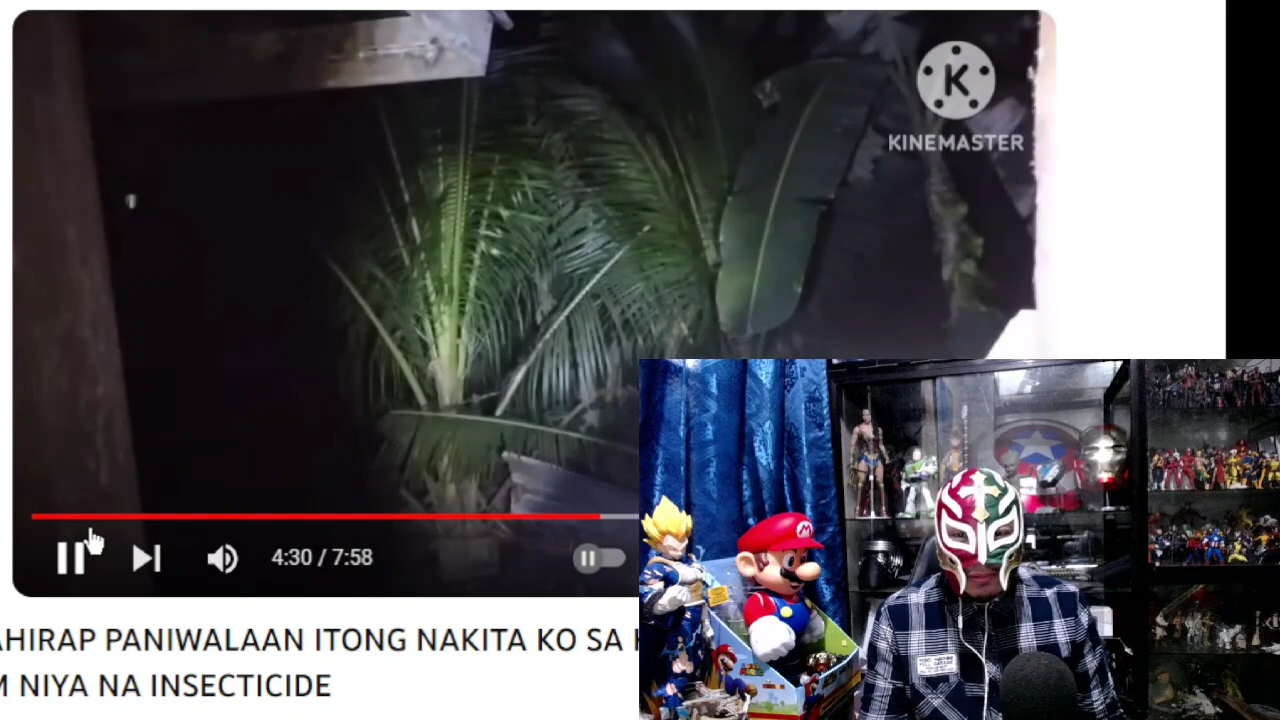 K
KINEMASTER
4:30 / 7:58
AHIRAP PANIWALAAN ITONG NAKITA KO SA
M NIYA NA INSECTICIDE
M